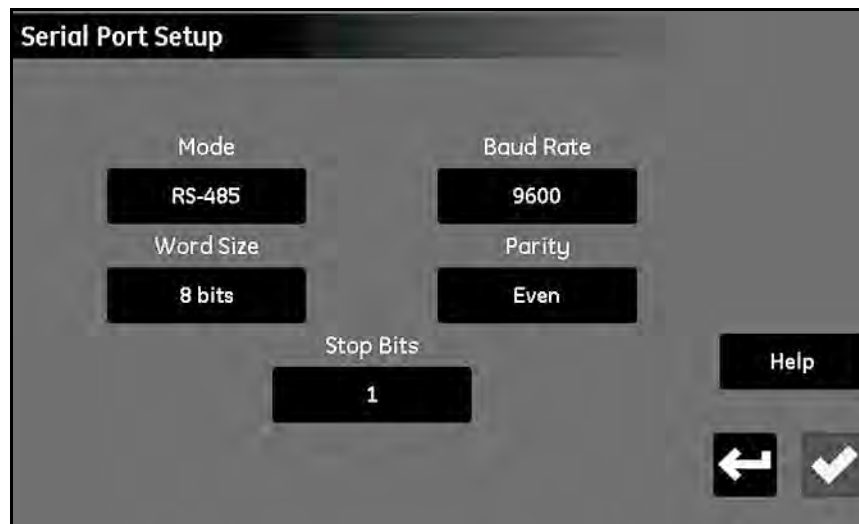 Serial Port Setup
Mode
Baud Rate
RS-485
9600
Word Size
Parity
8 bits
Even
Stop Bits
1
Help